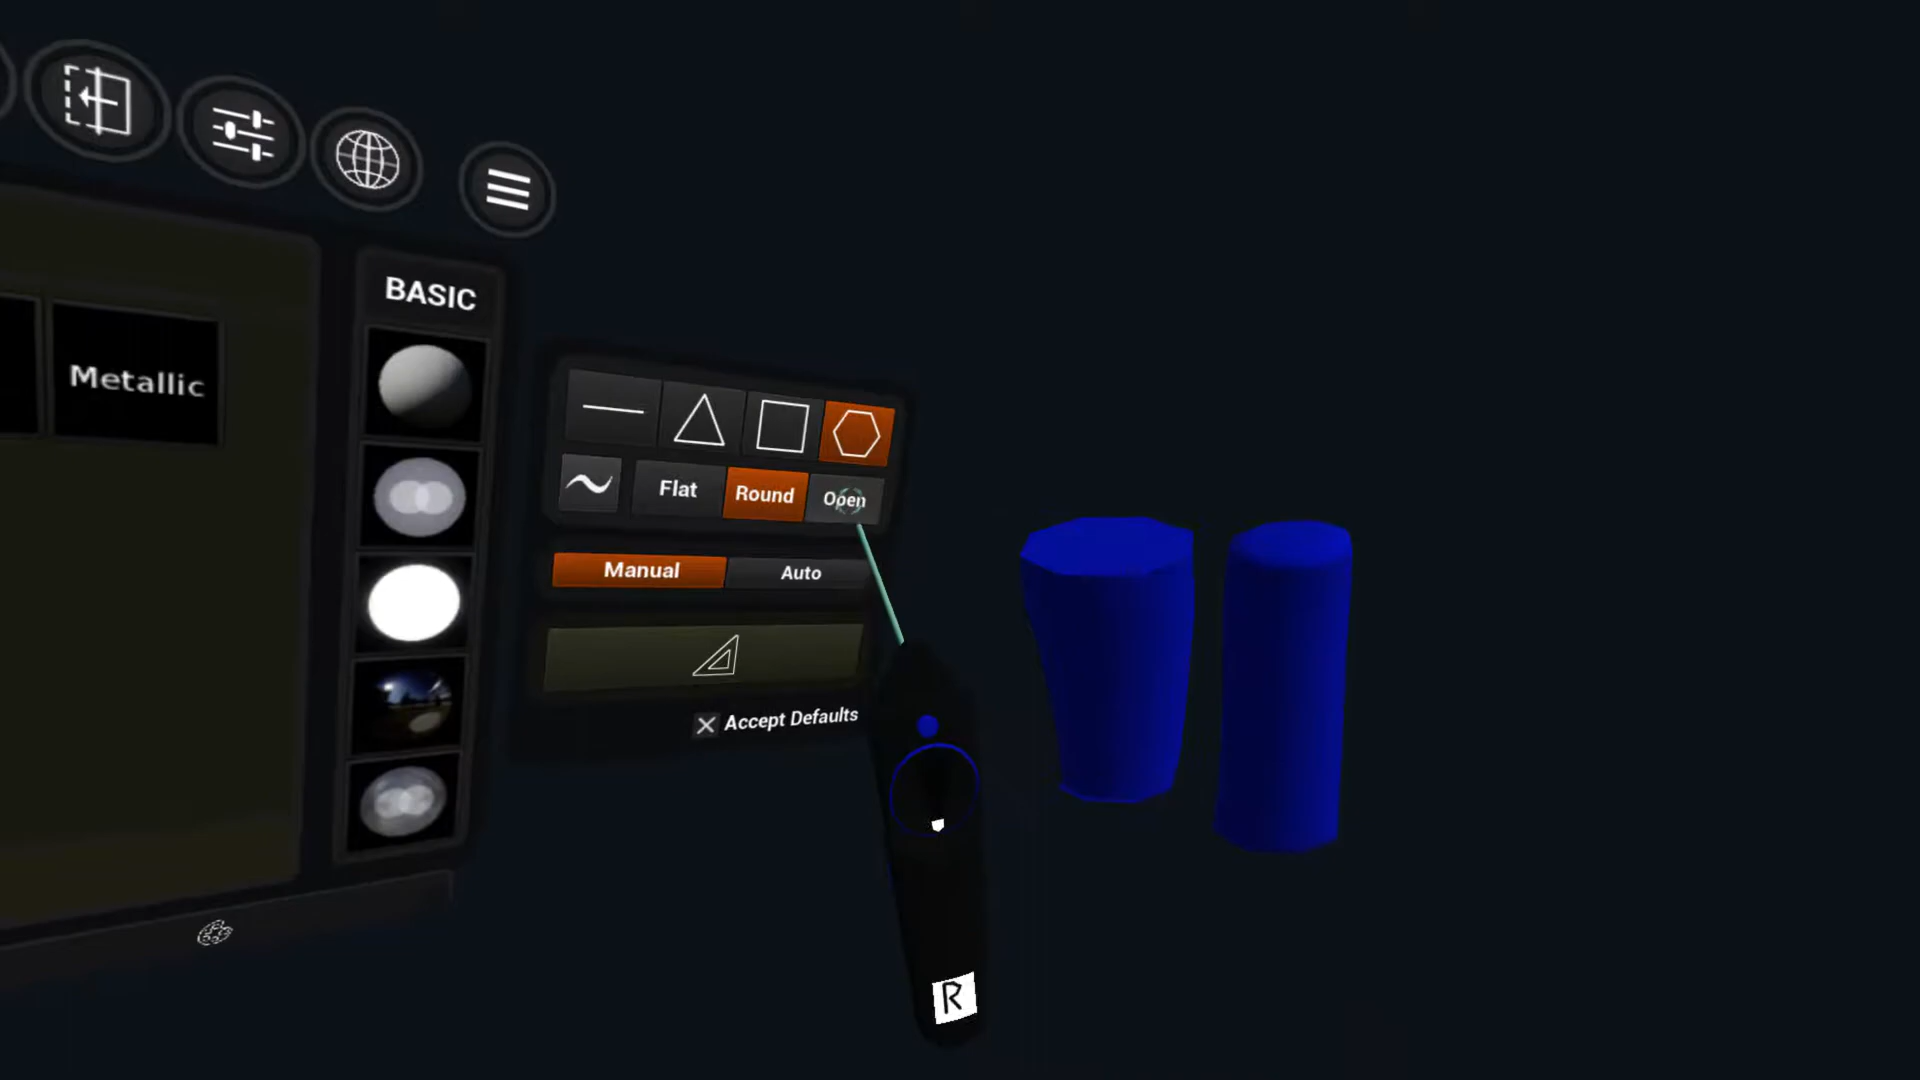 BASIC
Metallic
Flat
Round
Open
Manual
Auto
Accept Defaults
R